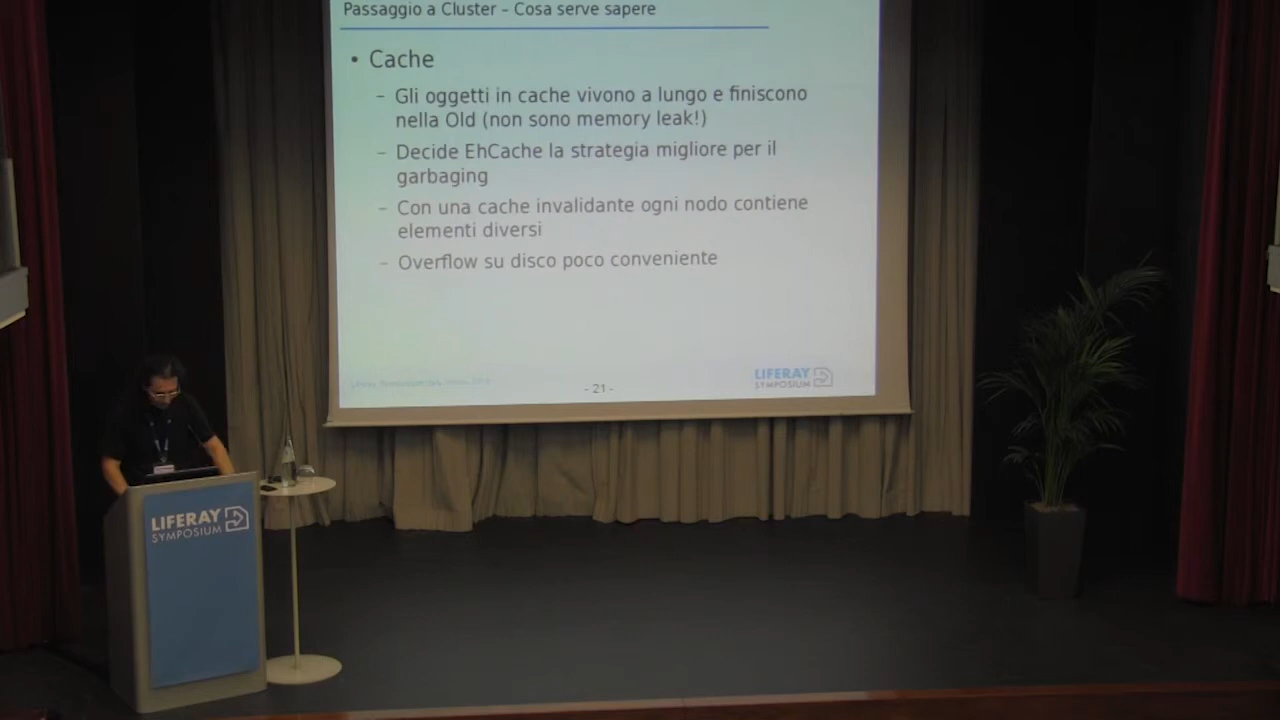 Passaggio a Cluster – Cosa serve sapere
• Cache
– Gli oggetti in cache vivono a lungo e finiscono
nella Old (non sono memory leak!)
– Decide EhCache la strategia migliore per il
garbaging
– Con una cache invalidante ogni nodo contiene
elementi diversi
– Overflow su disco poco conveniente
- 21 -
LIFERAY
SYMPOSIUM
LIFERAY
SYMPOSIUM